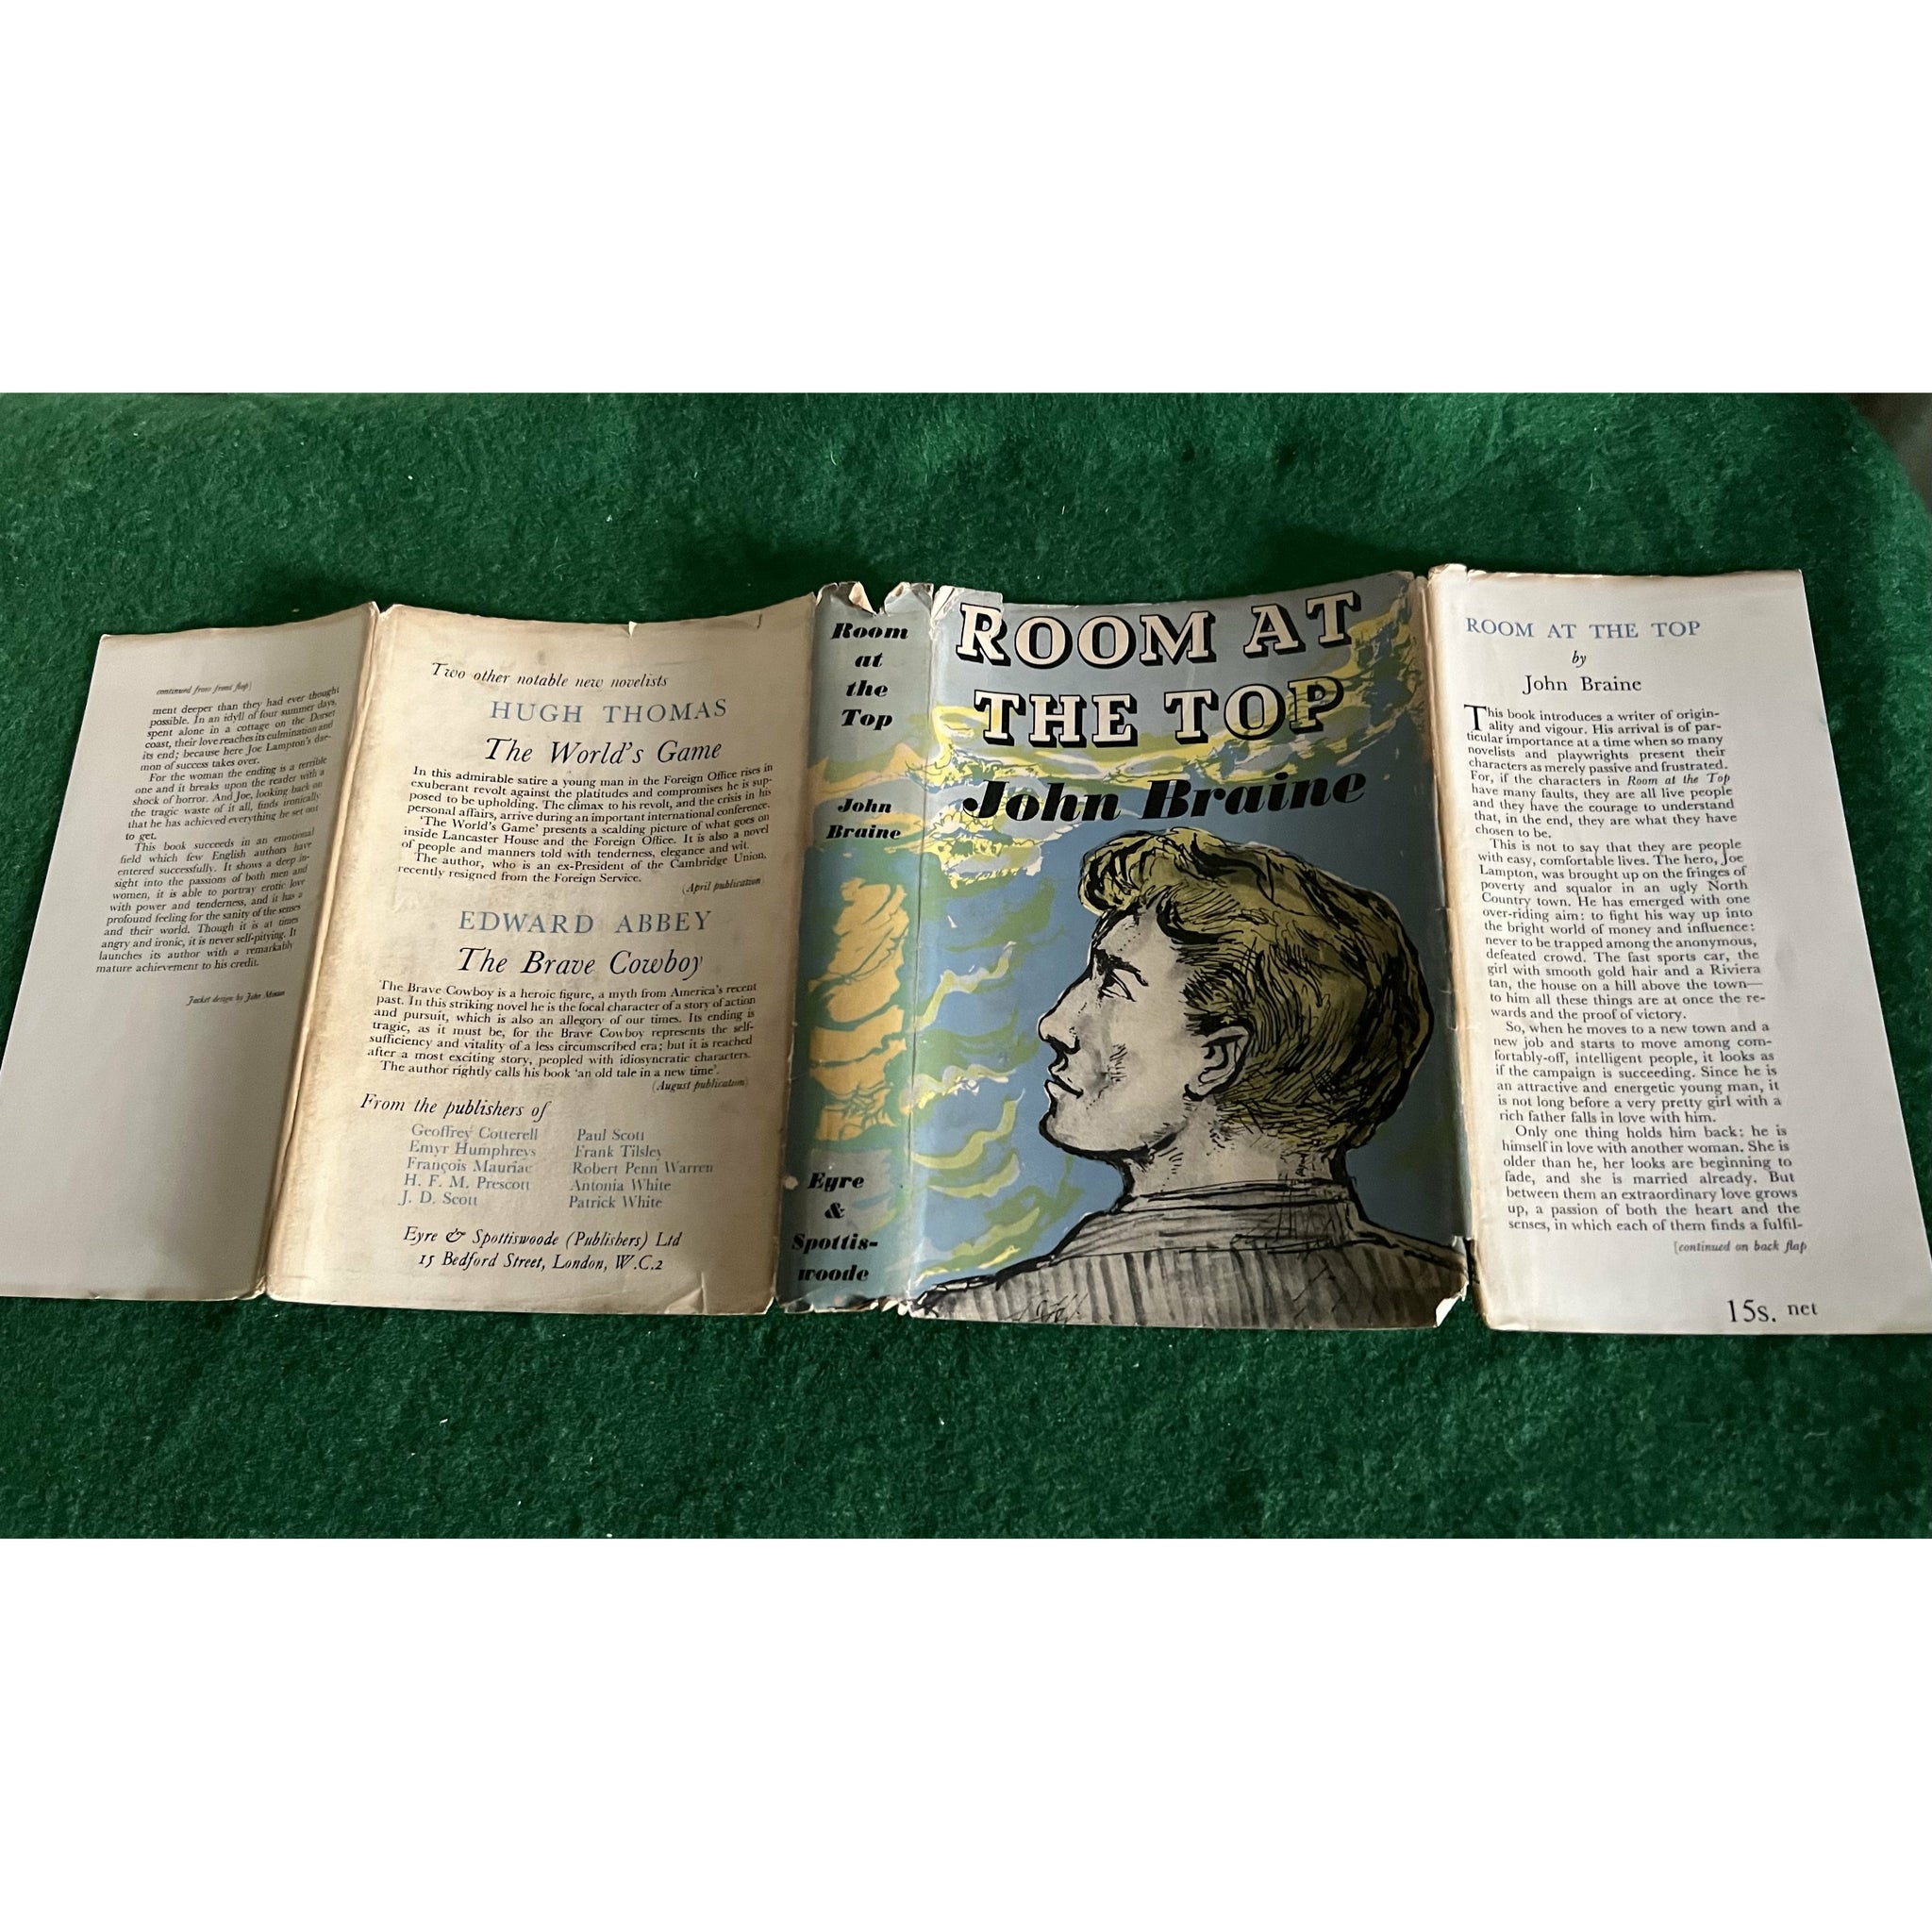 continued from front flap]
ment deeper than they had ever thought
possible. In an idyll of four summer days,
spent alone in a cottage on the Dorset
coast, their love reaches its culmination and
its end; because here Joe Lampton's dæ-
mon of success takes over.
For the woman the ending is a terrible
one and it breaks upon the reader with a
shock of horror. And Joe, looking back on
the tragic waste of it all, finds ironically
that he has achieved everything he set out
to get.
This book succeeds in an emotional
field which few English authors have
entered successfully. It shows a deep in-
sight into the passions of both men and
women, it is able to portray erotic love
with power and tenderness, and it has a
profound feeling for the sanity of the senses
and their world. Though it is at times
angry and ironic, it is never self-pitying. It
launches its author with a remarkably
mature achievement to his credit.
Jacket design by John Minton
Two other notable new novelists
HUGH THOMAS
The World's Game
In this admirable satire a young man in the Foreign Office rises in
exuberant revolt against the platitudes and compromises he is sup-
posed to be upholding. The climax to his revolt, and the crisis in his
personal affairs, arrive during an important international conference.
'The World's Game' presents a scalding picture of what goes on
inside Lancaster House and the Foreign Office. It is also a novel
of people and manners told with tenderness, elegance and wit.
The author, who is an ex-President of the Cambridge Union,
recently resigned from the Foreign Service.
(April publication)
EDWARD ABBEY
The Brave Cowboy
The Brave Cowboy is a heroic figure, a myth from America's recent
past. In this striking novel he is the focal character of a story of action
and pursuit, which is also an allegory of our times. Its ending is
tragic, as it must be, for the Brave Cowboy represents the self-
sufficiency and vitality of a less circumscribed era; but it is reached
after a most exciting story, peopled with idiosyncratic characters.
The author rightly calls his book 'an old tale in a new time'.
(August publication)
From the publishers of
Geoffrey Cotterell
Emyr Humphreys
François Mauriac
H. F. M. Prescott
J. D. Scott
Paul Scott
Frank Tilsley
Robert Penn Warren
Antonia White
Patrick White
Eyre & Spottiswoode (Publishers) Ltd
15 Bedford Street, London, W.C.2
Room
at
the
Top
John
Braine
Eyre
&
Spottis-
woode
ROOM AT
THE TOP
John Braine
ROOM AT THE TOP
by
John Braine
This book introduces a writer of origin-
ality and vigour. His arrival is of par-
ticular importance at a time when so many
novelists and playwrights present their
characters as merely passive and frustrated.
For, if the characters in Room at the Top
have many faults, they are all live people
and they have the courage to understand
that, in the end, they are what they have
chosen to be.
This is not to say that they are people
with easy, comfortable lives. The hero, Joe
Lampton, was brought up on the fringes of
poverty and squalor in an ugly North
Country town. He has emerged with one
over-riding aim: to fight his way up into
the bright world of money and influence:
never to be trapped among the anonymous,
defeated crowd. The fast sports car, the
girl with smooth gold hair and a Riviera
tan, the house on a hill above the town—
to him all these things are at once the re-
wards and the proof of victory.
So, when he moves to a new town and a
new job and starts to move among com-
fortably-off, intelligent people, it looks as
if the campaign is succeeding. Since he is
an attractive and energetic young man, it
is not long before a very pretty girl with a
rich father falls in love with him.
Only one thing holds him back: he is
himself in love with another woman. She is
older than he, her looks are beginning to
fade, and she is married already. But
between them an extraordinary love grows
up, a passion of both the heart and the
senses, in which each of them finds a fulfil-
[continued on back flap
15s. net